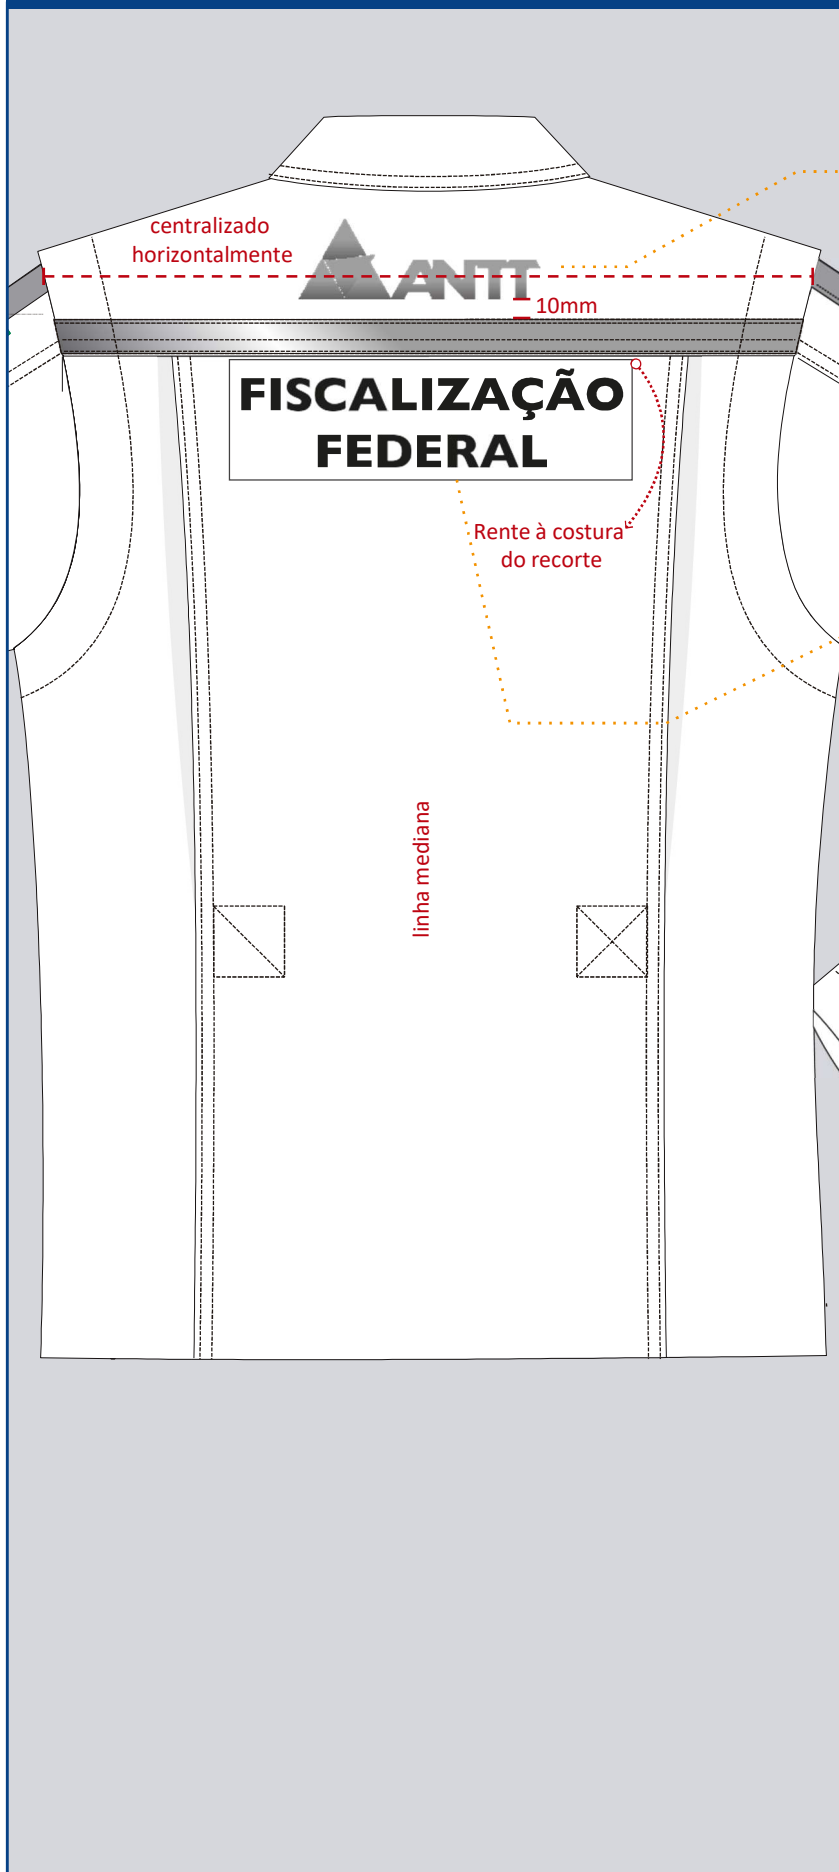 centralizado
horizontalmente
ANTT
10mm
FISCALIZAÇÃO
FEDERAL
Rente à costura
do recorte
linha mediana